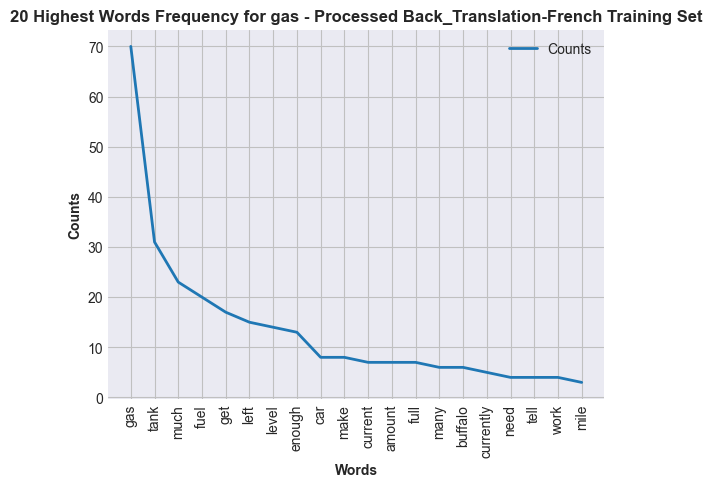 20 Highest Words Frequency for gas - Processed Back_Translation-French Training Set
Counts
70
60
50
40
30
20
10
0
Counts
gas
tank
much
fuel
get
left
level
enough
car
make
current
amount
full
many
buffalo
currently
need
tell
work
mile
Words